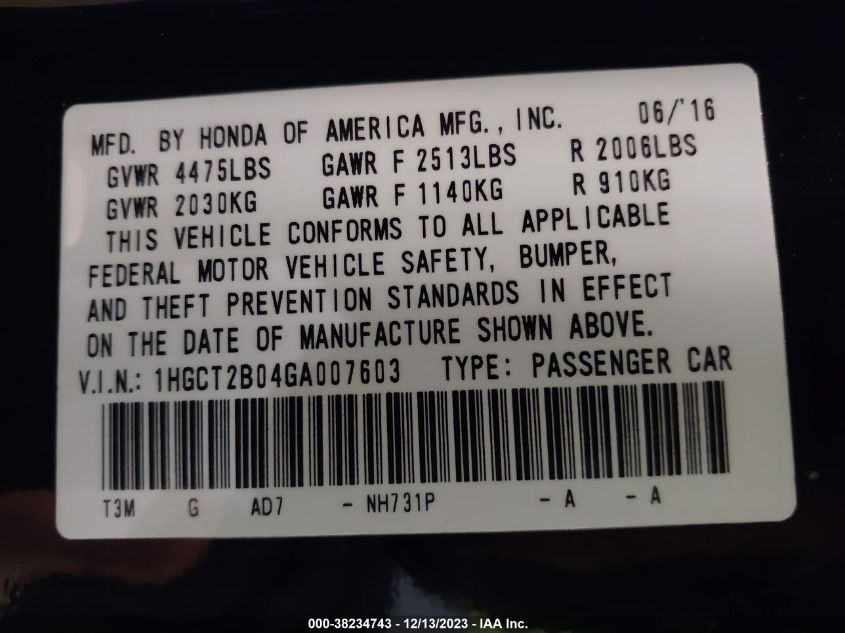 MFD. BY HONDA OF AMERICA MFG., INC. 06/'16
GVWR 4475LBS GAWR F 2513LBS R 2006LBS
GVWR 2030KG GAWR F 1140KG R 910KG
THIS VEHICLE CONFORMS TO ALL APPLICABLE
FEDERAL MOTOR VEHICLE SAFETY, BUMPER,
AND THEFT PREVENTION STANDARDS IN EFFECT
ON THE DATE OF MANUFACTURE SHOWN ABOVE.
V.I.N.: 1HGCT2B04GA007603 TYPE: PASSENGER CAR
T3M G AD7 - NH731P - A - A
000-38234743 - 12/13/2023 - IAA Inc.